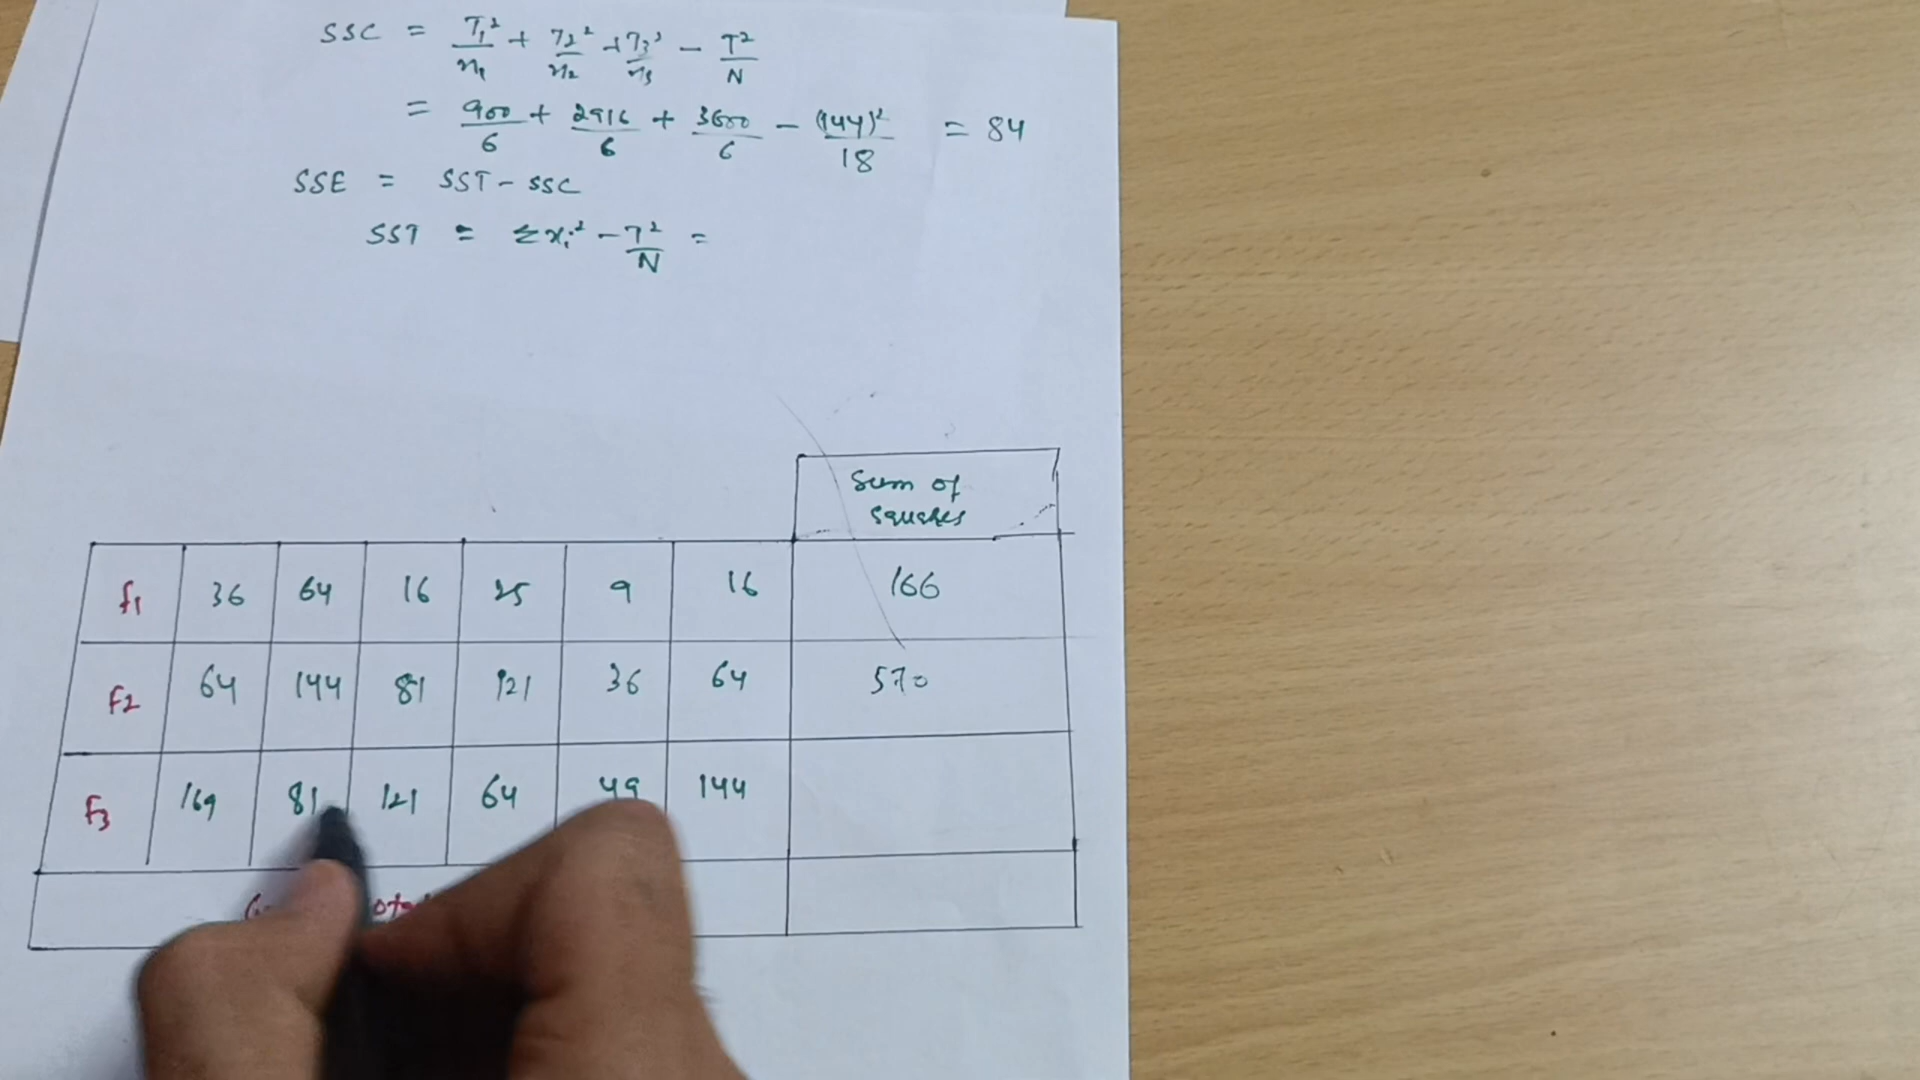 SSC = T₁²/n₁ + T₂²/n₂ + T₃²/n₃ - T²/N
= 900/6 + 2916/6 + 3600/6 - (144)²/18 = 84
SSE = SST - SSC
SST = Σxᵢ² - T²/N =
Sum of
squares
f1 36 64 16 25 9 16 166
F2 64 144 81 121 36 64 570
F3 169 81 121 64 49 144